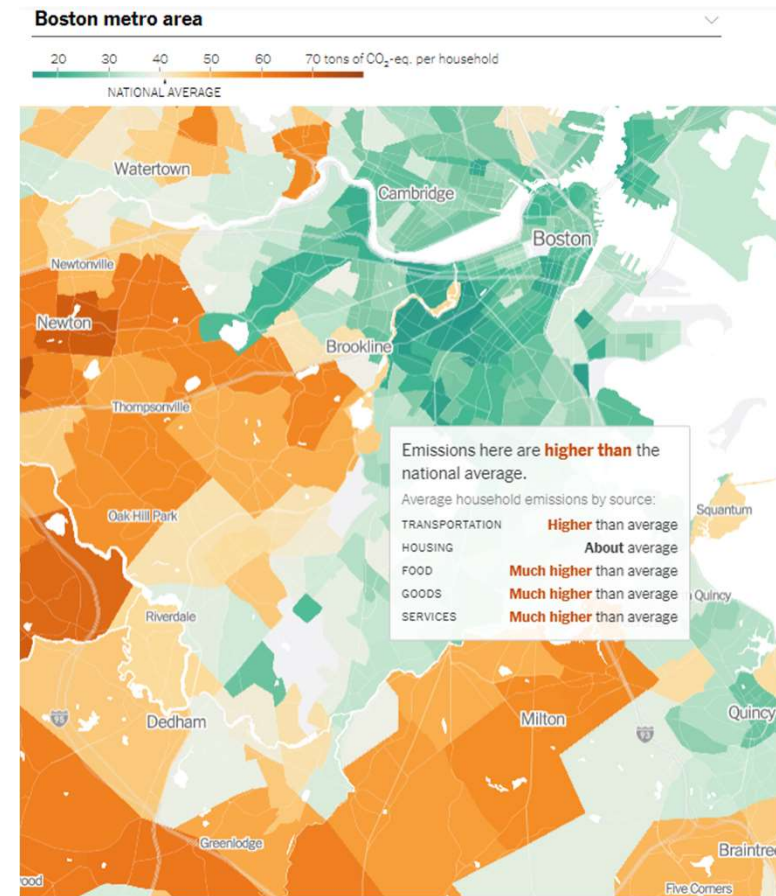 Boston metro area
20 30 40 50 60 70 tons of CO₂-eq. per household
NATIONAL AVERAGE
Watertown
Cambridge
Boston
Newtonville
Newton
Brookline
Thompsonville
Emissions here are higher than the
national average.
Average household emissions by source:
TRANSPORTATION Higher than average
HOUSING About average
FOOD Much higher than average
GOODS Much higher than average
SERVICES Much higher than average
Squantum
Oak Hill Park
Quincy
Riverdale
95
Dedham
Milton
93
Quincy
Greenlodge
Braintree
ood
Five Corners